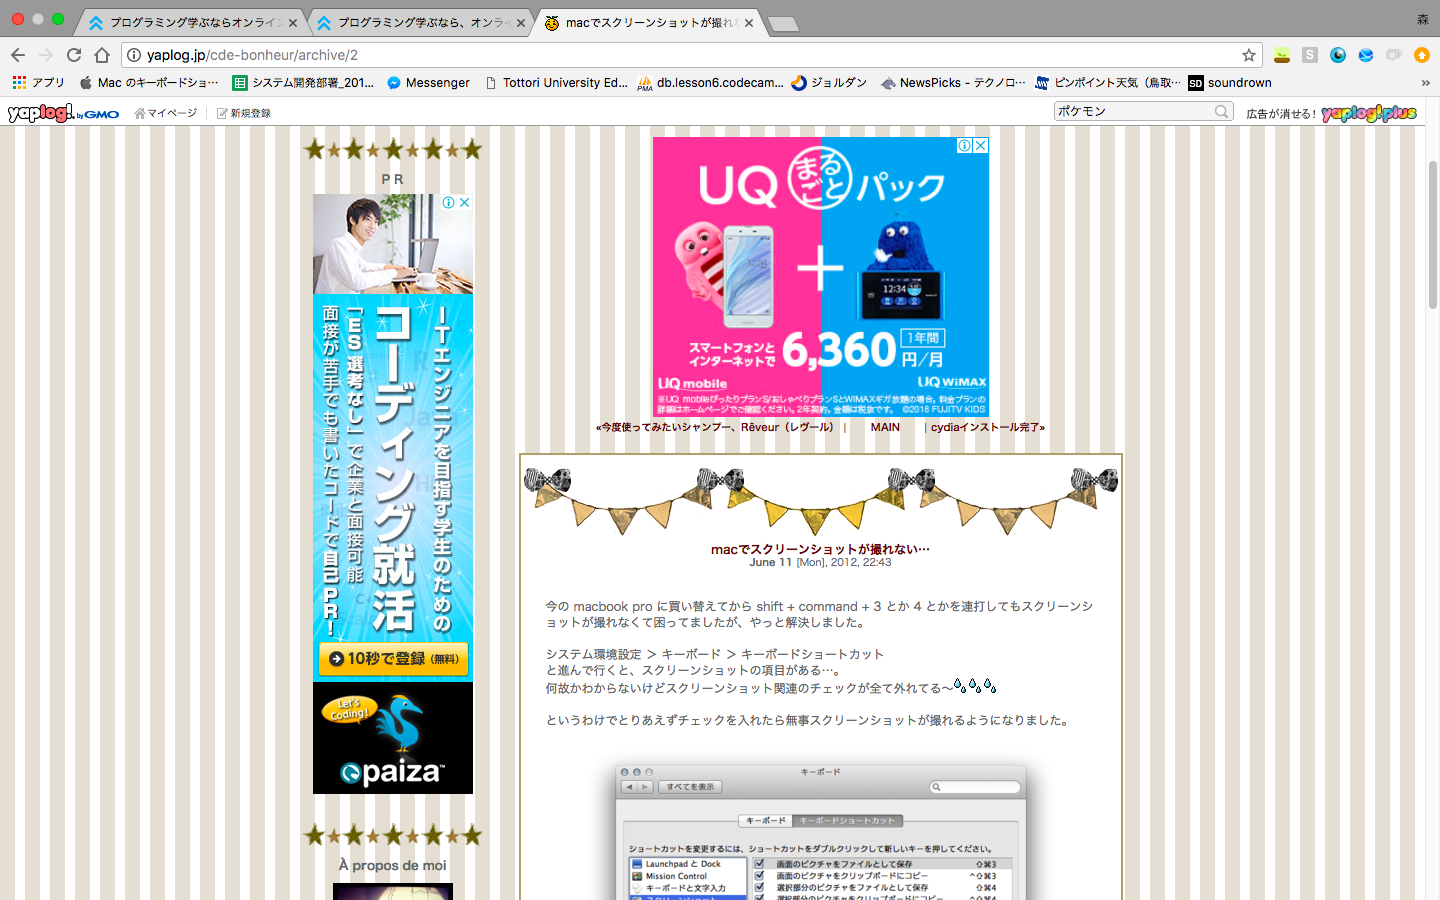 プログラミング学ぶならオンライン
プログラミング学ぶなら、オンライ
macでスクリーンショットが撮れな
森
yaplog.jp/cde-bonheur/archive/2
アプリ
Mac のキーボードショ…
システム開発部署_201...
Messenger
Tottori University Ed...
db.lesson6.codecam...
ジョルダン
NewsPicks - テクノロ…
ピンポイント天気（鳥取…
soundrown
»
yaplog! by GMO
マイページ
新規登録
ポケモン
広告が消せる!
yaplog!plus
P R
ITエンジニアを目指す学生のための
コーディング就活
「ES選考なし」で企業と面接可能
面接が苦手でも書いたコードで自己PR!
10秒で登録（無料）
Let's Coding!
paiza™
À propos de moi
UQ まるごと パック
12:34
スマートフォンと
インターネットで 6,360 円/月
1年間
UQ mobile
UQ WiMAX
※UQ mobileぴったりプランS/おしゃべりプランSとWiMAXギガ放題の場合。料金プランの
詳細はホームページでご確認ください。2年契約。金額は税抜です。 ©2018 FUJITV KIDS
«今度使ってみたいシャンプー、Rêveur（レヴール） | MAIN | cydiaインストール完了»
macでスクリーンショットが撮れない…
June 11 [Mon], 2012, 22:43
今の macbook pro に買い替えてから shift + command + 3 とか 4 とかを連打してもスクリーンシ
ョットが撮れなくて困ってましたが、やっと解決しました。
システム環境設定 ＞ キーボード ＞ キーボードショートカット
と進んで行くと、スクリーンショットの項目がある…。
何故かわからないけどスクリーンショット関連のチェックが全て外れてる～
というわけでとりあえずチェックを入れたら無事スクリーンショットが撮れるようになりました。
キーボード
すべてを表示
キーボード
キーボードショートカット
ショートカットを変更するには、ショートカットをダブルクリックして新しいキーを押してください。
Launchpad と Dock
Mission Control
キーボードと文字入力
スクリーンショット
画面のピクチャをファイルとして保存 ⇧⌘3
画面のピクチャをクリップボードにコピー ^⇧⌘3
選択部分のピクチャをファイルとして保存 ⇧⌘4
選択部分のピクチャをクリップボードにコピー ^⇧⌘4